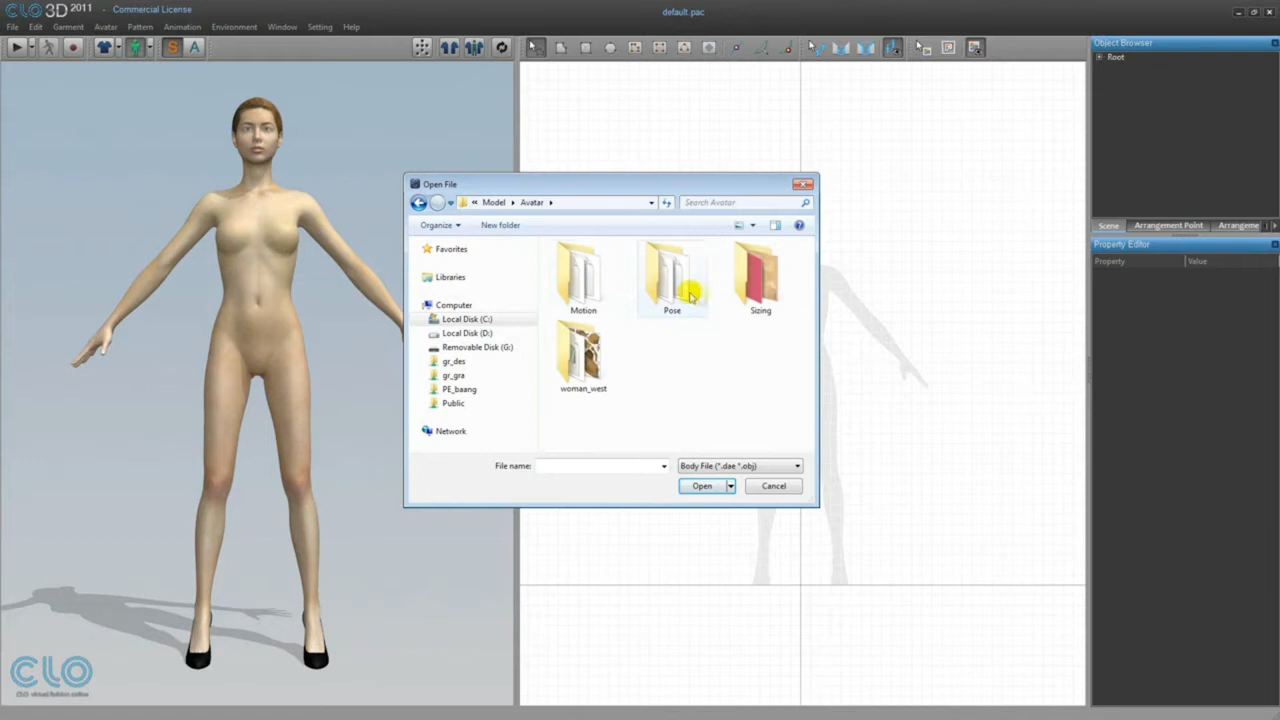 CLO3D 2011 · Commercial License
default.pac
File Edit Garment Avatar Pattern Animation Environment Window Setting Help
S A
Object Browser
Root
Scene Arrangement Point Arrangeme
Property Editor
Property Value
Open File
« Model Avatar
Search Avatar
Organize New folder
Favorites
Libraries
Computer
Local Disk (C:)
Local Disk (D:)
Removable Disk (G:)
gr_des
gr_gra
PE_baang
Public
Network
Motion Pose Sizing
woman_west
File name: Body File (*.dae *.obj)
Open Cancel
CLO
CLO virtual fashion online